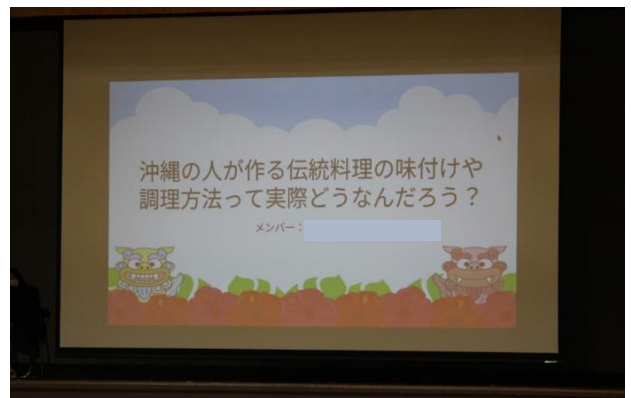 沖縄の人が作る伝統料理の味付けや
調理方法って実際どうなんだろう？
メンバー：